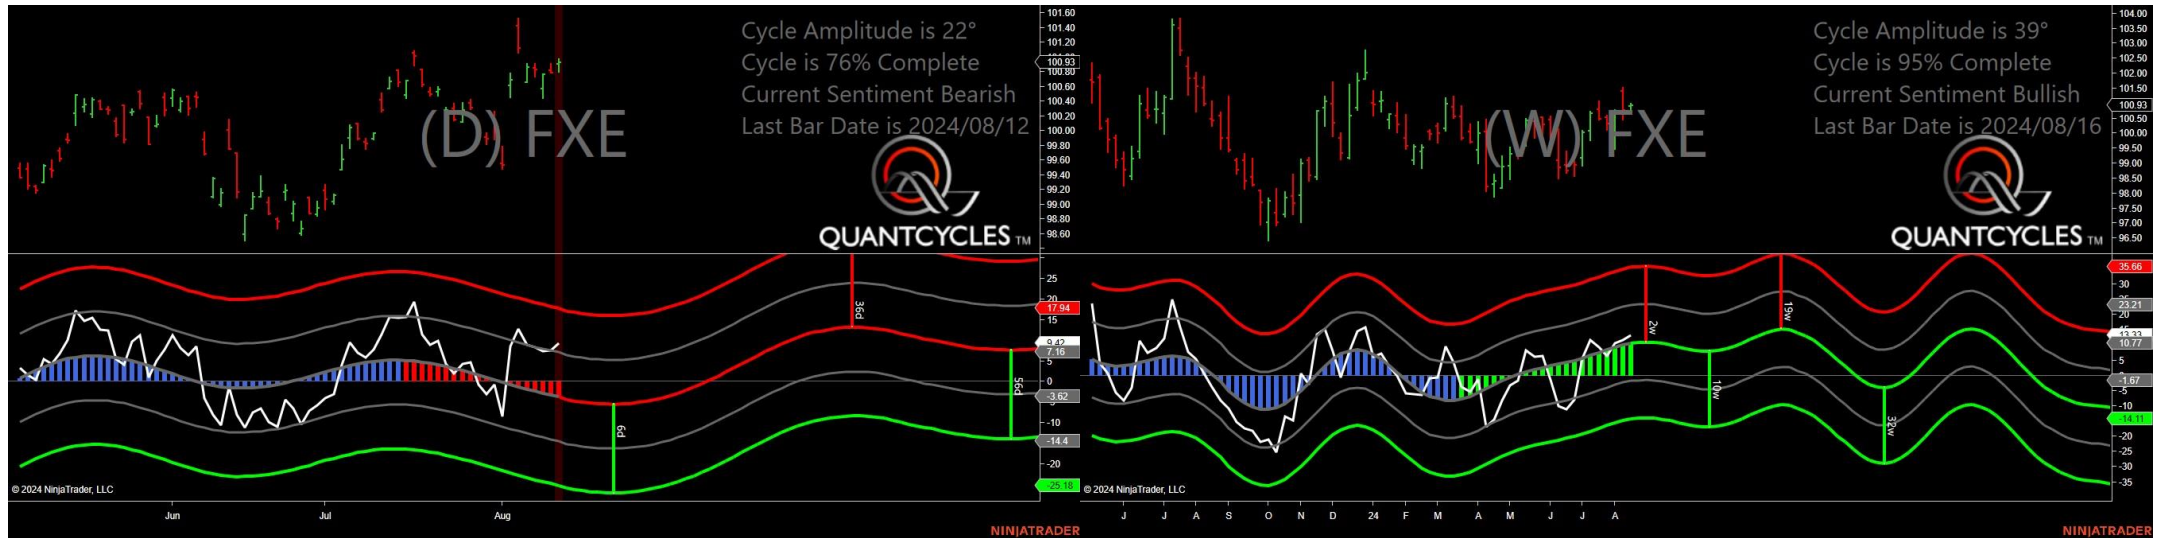 Cycle Amplitude is 22°
Cycle is 76% Complete
Current Sentiment Bearish
Last Bar Date is 2024/08/12
(D) FXE
QUANTCYCLES TM
101.60
101.40
101.20
100.93
100.80
100.60
100.40
100.20
100.00
99.80
99.60
99.40
99.20
99.00
98.80
98.60
36d
6d
56d
25
20
17.94
15
9.42
7.16
5
0
-3.62
-10
-14.4
-20
-25.18
© 2024 NinjaTrader, LLC
Jun
Jul
Aug
NINJATRADER
Cycle Amplitude is 39°
Cycle is 95% Complete
Current Sentiment Bullish
Last Bar Date is 2024/08/16
(W) FXE
QUANTCYCLES TM
104.00
103.50
103.00
102.50
102.00
101.50
100.93
100.50
100.00
99.50
99.00
98.50
98.00
97.50
97.00
96.50
2w
19w
10w
32w
35.66
30
23.21
20
13.33
10.77
5
-1.67
-5
-10
-14.11
-20
-25
-30
-35
© 2024 NinjaTrader, LLC
J
J
A
S
O
N
D
24
F
M
A
M
J
J
A
NINJATRADER